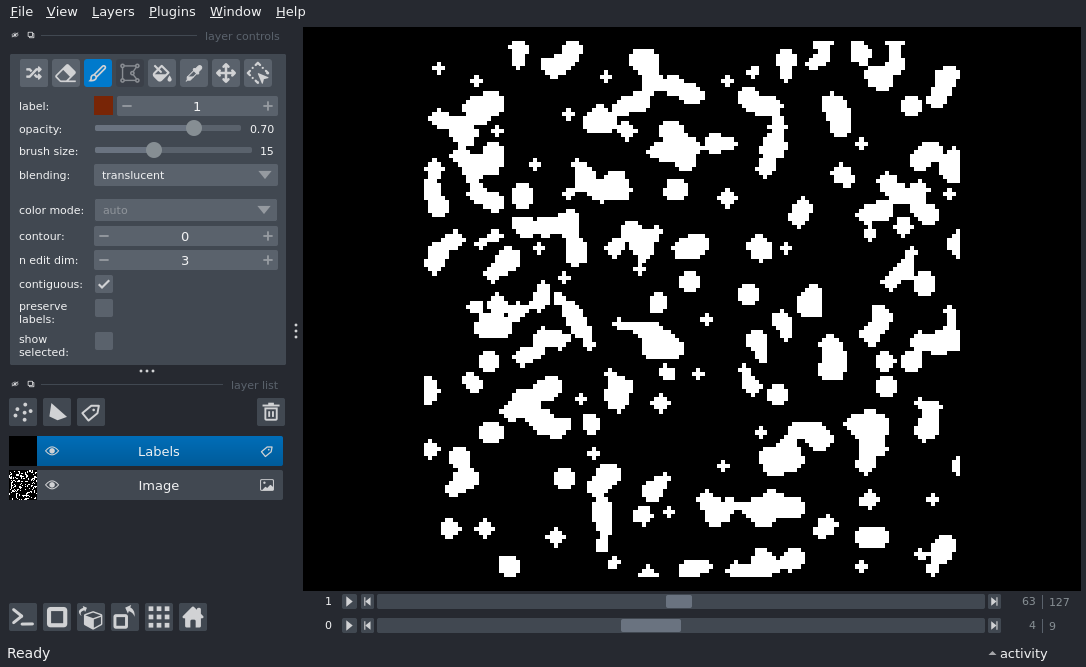 File View Layers Plugins Window Help
layer controls
label: 1
opacity: 0.70
brush size: 15
blending: translucent
color mode: auto
contour: 0
n edit dim: 3
contiguous:
preserve
labels:
show
selected:
layer list
Labels
Image
1 63 127
0 4 9
Ready activity